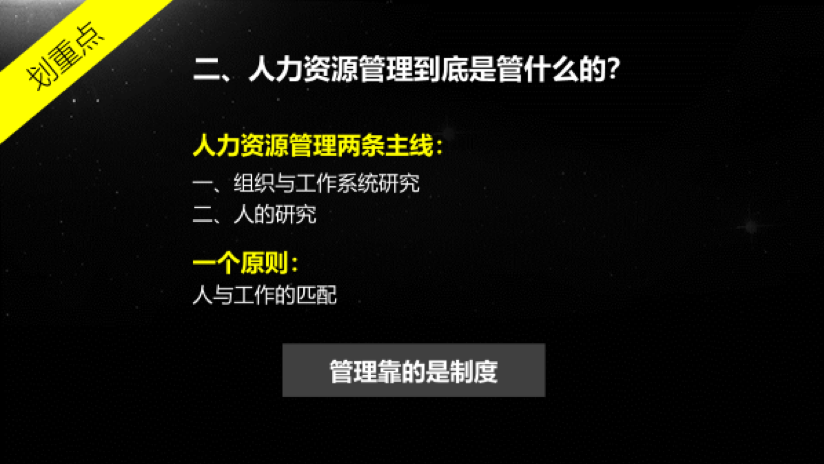 划重点
二、人力资源管理到底是管什么的？
人力资源管理两条主线：
一、组织与工作系统研究
二、人的研究
一个原则：
人与工作的匹配
管理靠的是制度